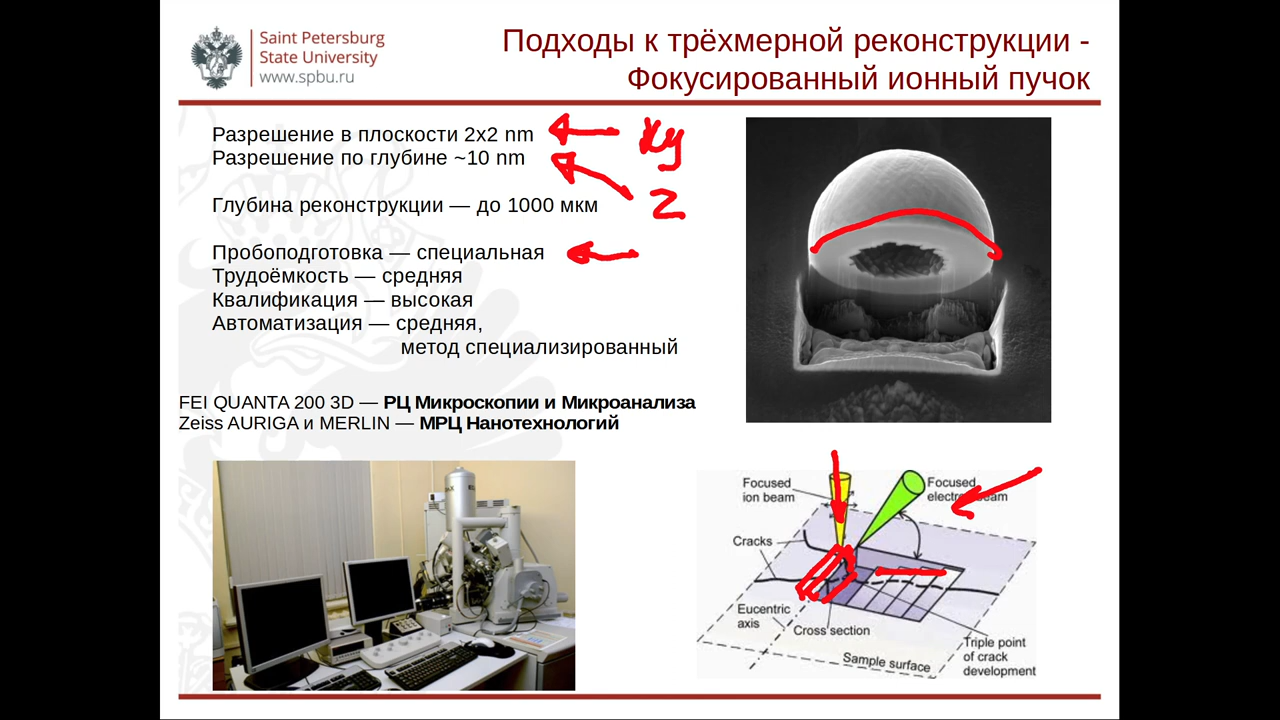 Saint Petersburg
State University
www.spbu.ru
Подходы к трёхмерной реконструкции -
Фокусированный ионный пучок
Разрешение в плоскости 2x2 nm
xy
Разрешение по глубине ~10 nm
z
Глубина реконструкции — до 1000 мкм
Пробоподготовка — специальная
Трудоёмкость — средняя
Квалификация — высокая
Автоматизация — средняя,
метод специализированный
FEI QUANTA 200 3D — РЦ Микроскопии и Микроанализа
Zeiss AURIGA и MERLIN — МРЦ Нанотехнологий
Focused
ion beam
Focused
electron beam
Cracks
Eucentric
axis
Cross section
Triple point
of crack
development
Sample surface